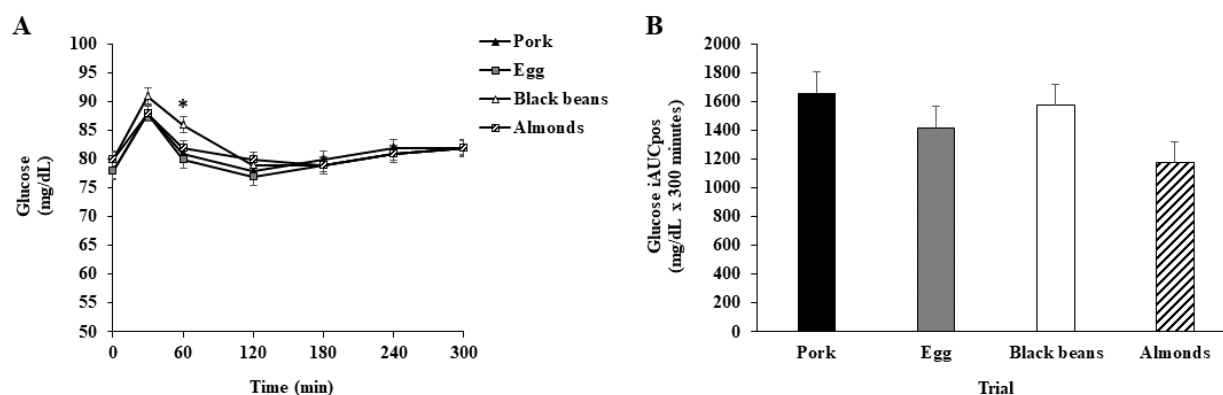 A
100
95
90
85
80
75
70
65
60
55
50
Glucose
(mg/dL)
*
0 60 120 180 240 300
Time (min)
Pork
Egg
Black beans
Almonds
B
2000
1800
1600
1400
1200
1000
800
600
400
200
0
Glucose iAUCpos
(mg/dL x 300 minutes)
Pork Egg Black beans Almonds
Trial